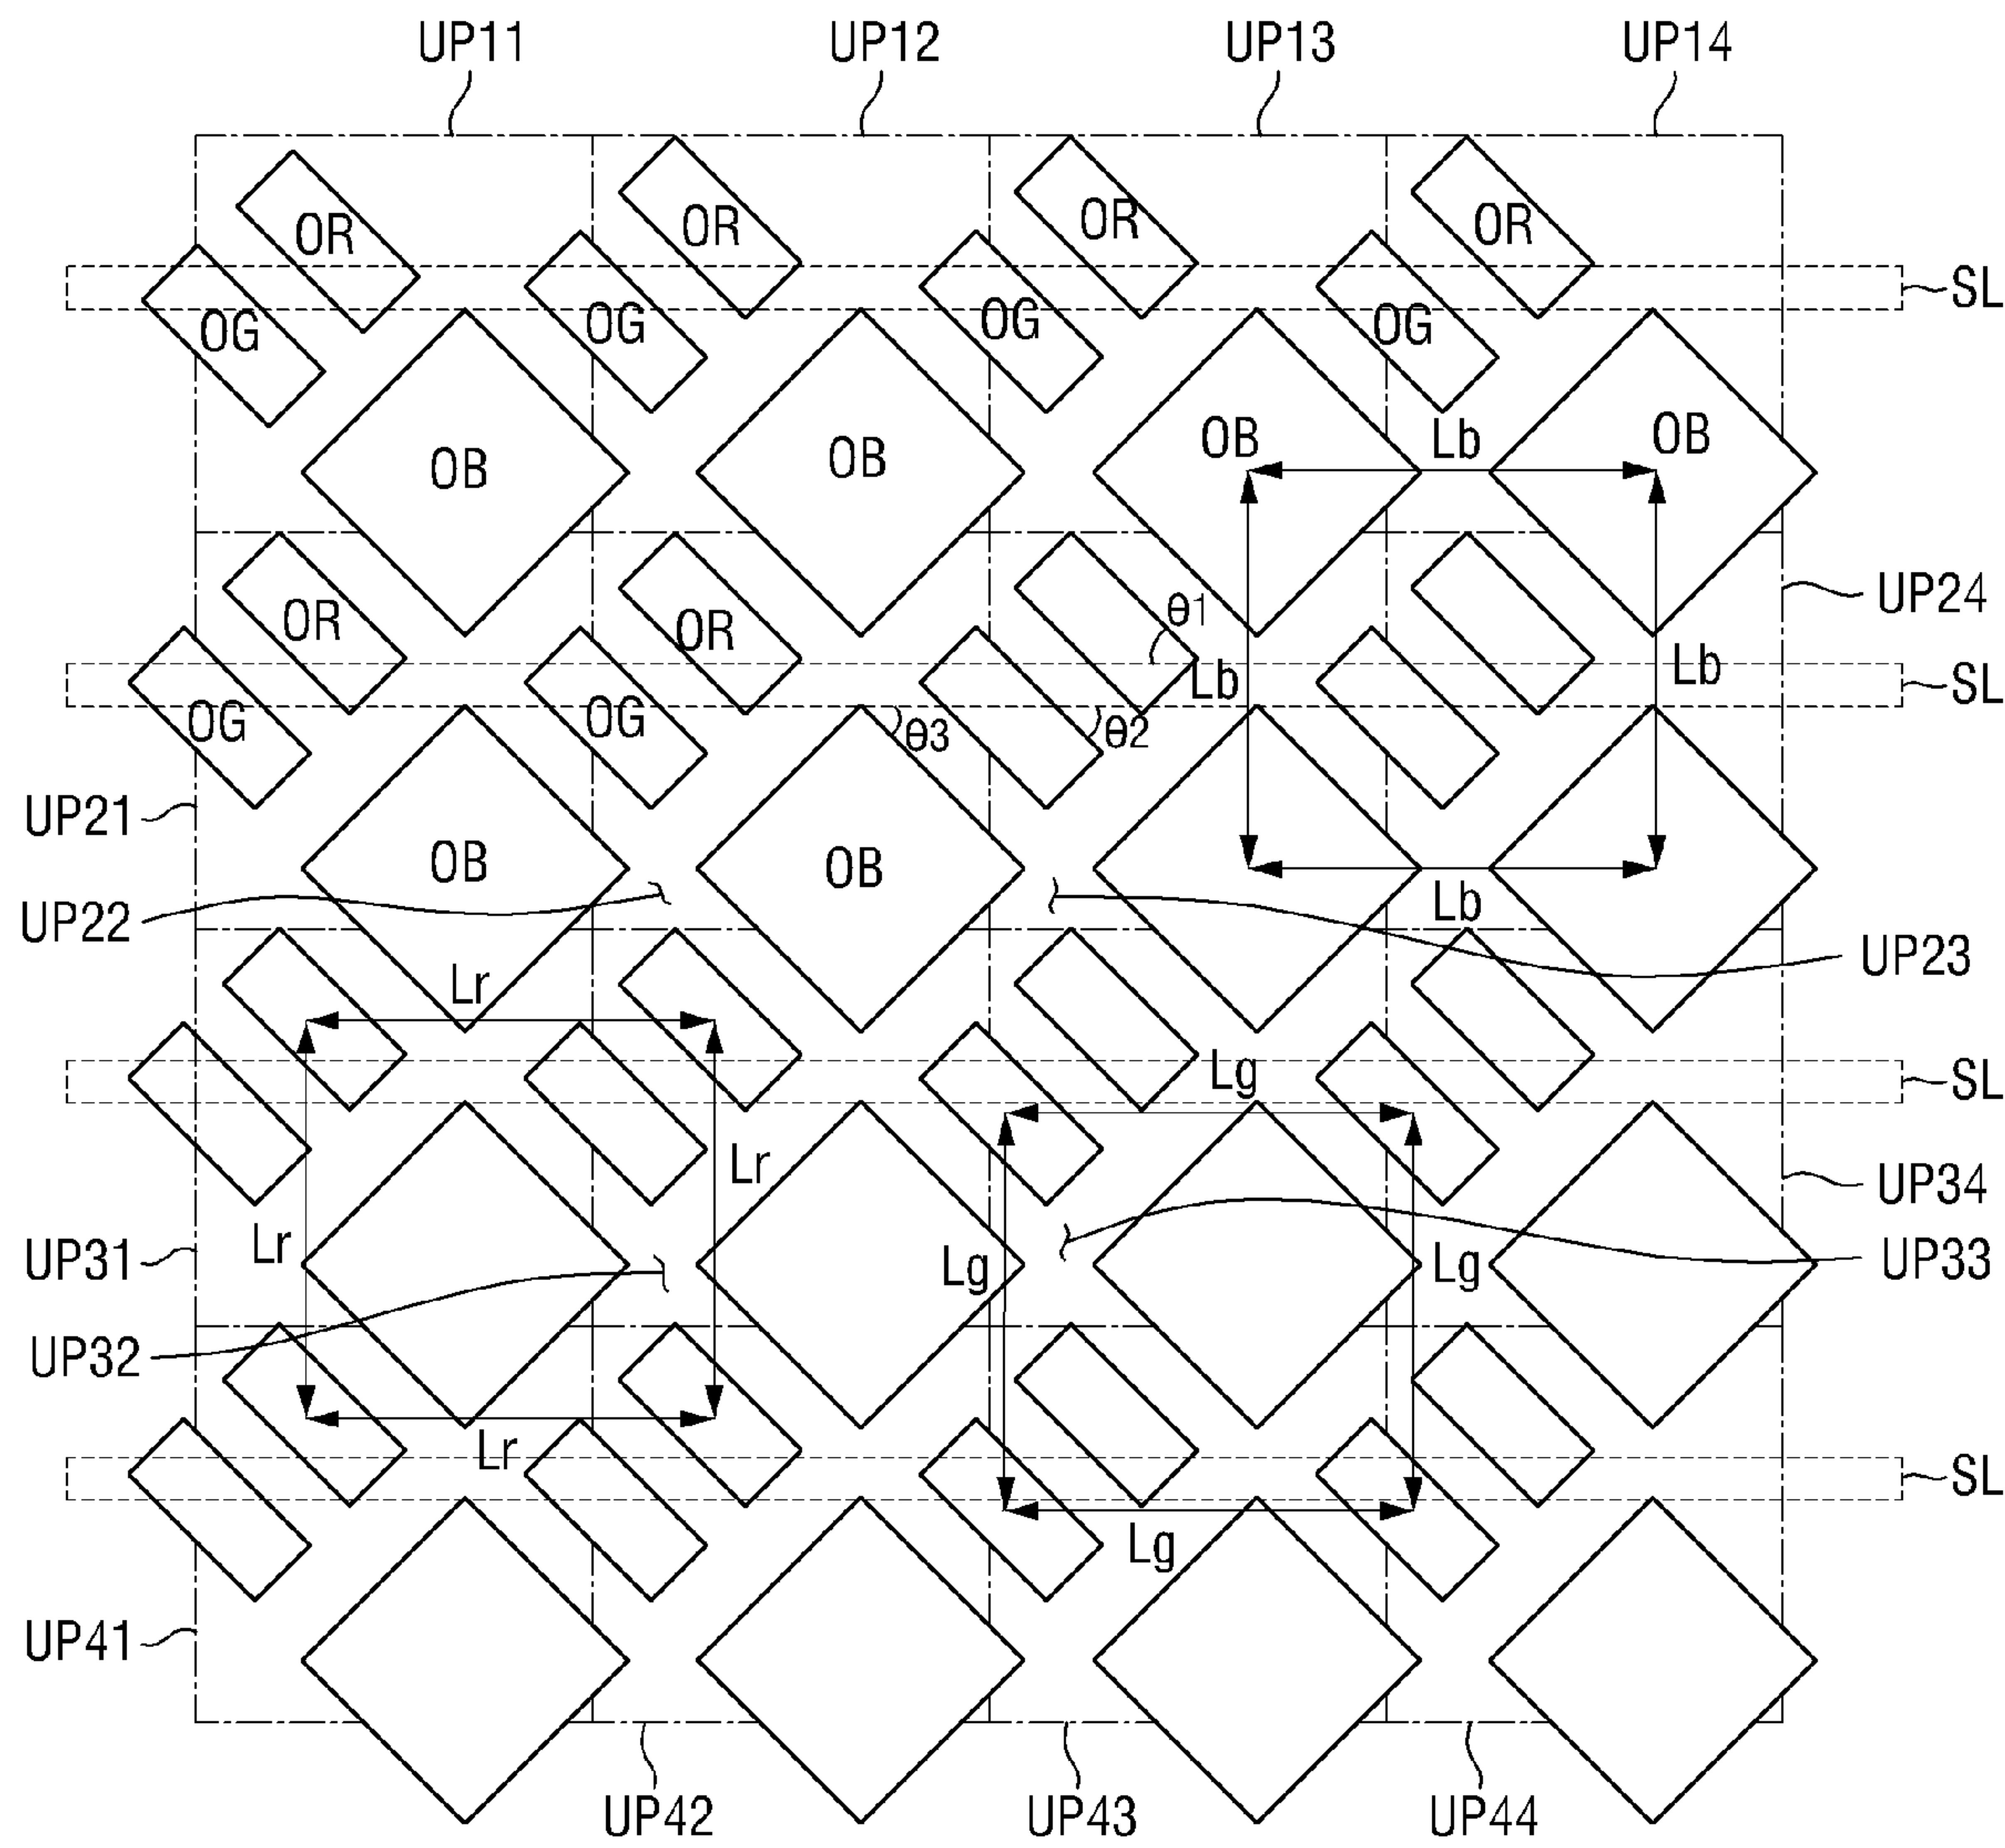 UP11 UP12 UP13 UP14
OR OR OR OR
SL
OG OG OG OG
OB OB OB Lb OB
UP24
OR OR θ1
Lb Lb SL
OG OG θ3 θ2
UP21
OB OB
UP22 Lb
UP23
Lr
Lg SL
Lr UP34
UP31 Lr Lg Lg UP33
UP32
Lr SL
Lg
UP41
UP42 UP43 UP44